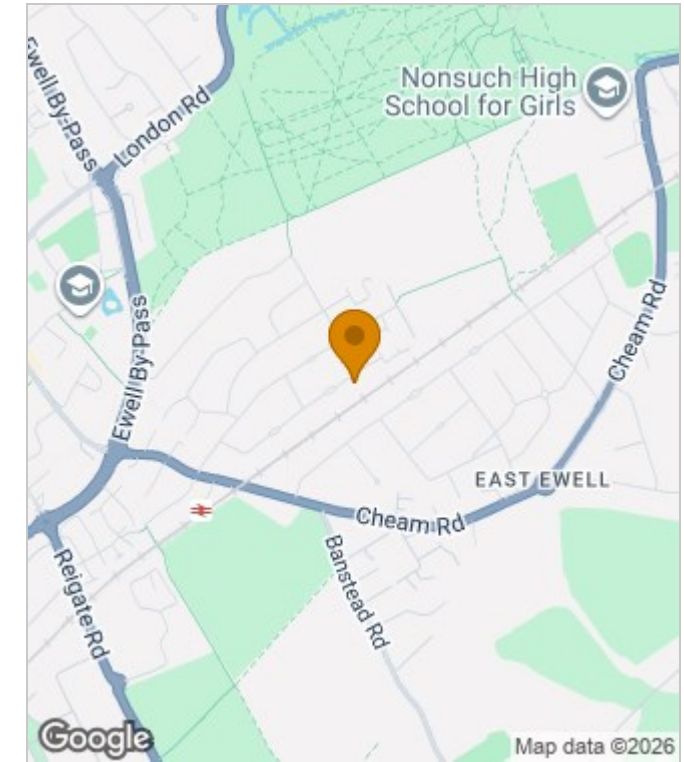 Ewell By-Pass
London Rd
Nonsuch High
School for Girls
Ewell By-Pass
Cheam Rd
EAST EWELL
Cheam Rd
Banstead Rd
Reigate Rd
Google
Map data ©2026